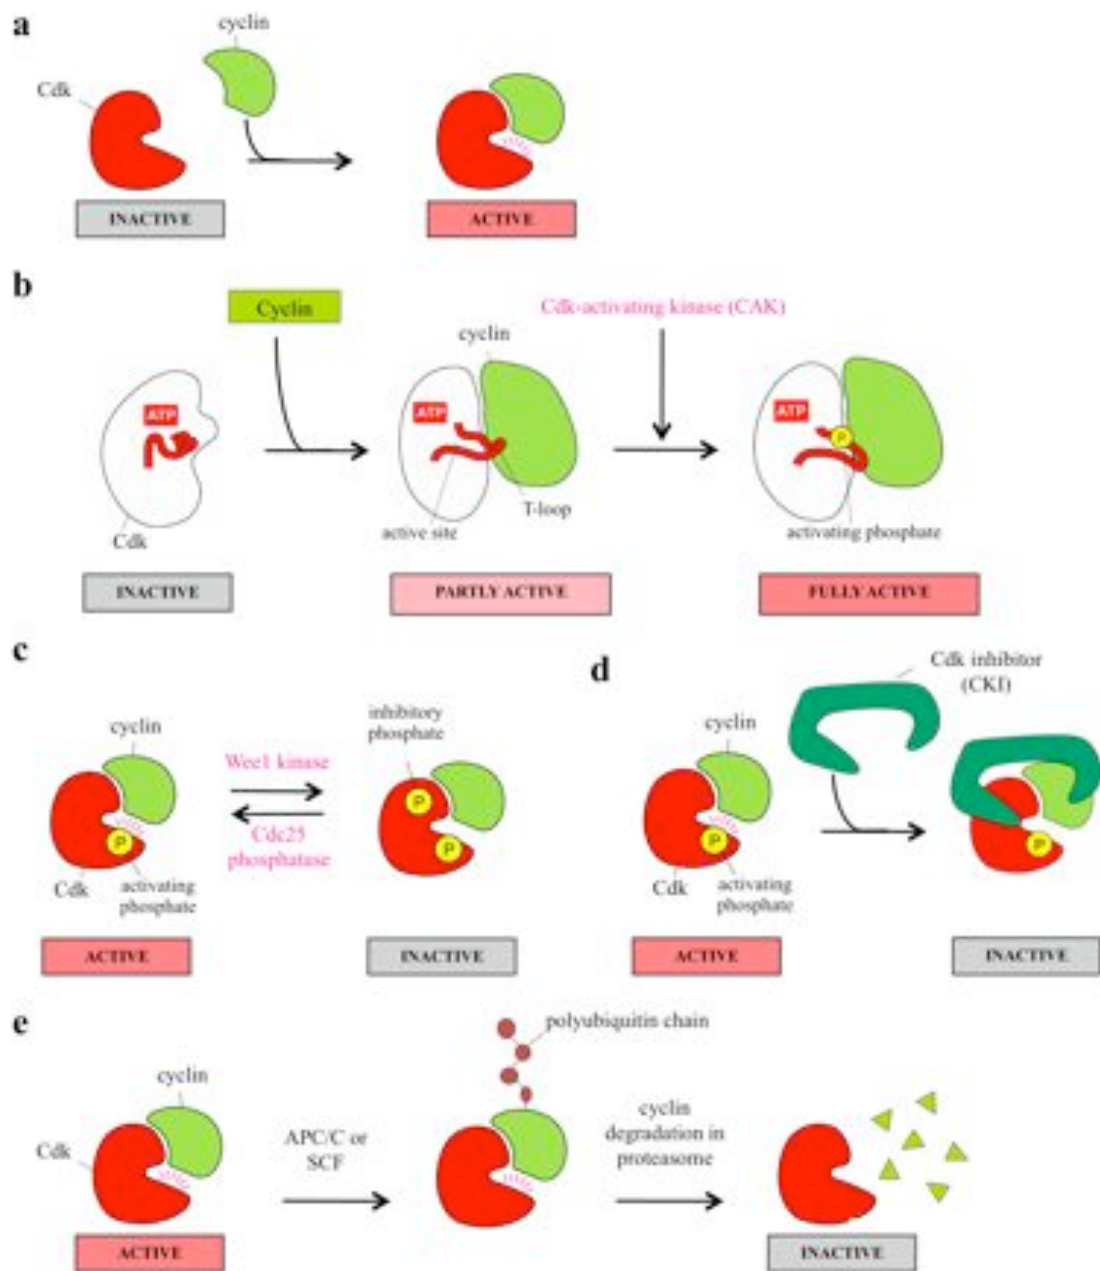 a
cyclin
Cdk
INACTIVE
ACTIVE
b
Cyclin
Cdk-activating kinase (CAK)
cyclin
ATP
ATP
ATP
P
Cdk
active site
T-loop
activating phosphate
INACTIVE
PARTLY ACTIVE
FULLY ACTIVE
c
cyclin
inhibitory
phosphate
Wee1 kinase
Cdc25
phosphatase
P
P
P
Cdk
activating
phosphate
ACTIVE
INACTIVE
d
Cdk inhibitor
(CKI)
cyclin
P
P
Cdk
activating
phosphate
ACTIVE
INACTIVE
e
polyubiquitin chain
cyclin
Cdk
APC/C or
SCF
cyclin
degradation in
proteasome
ACTIVE
INACTIVE